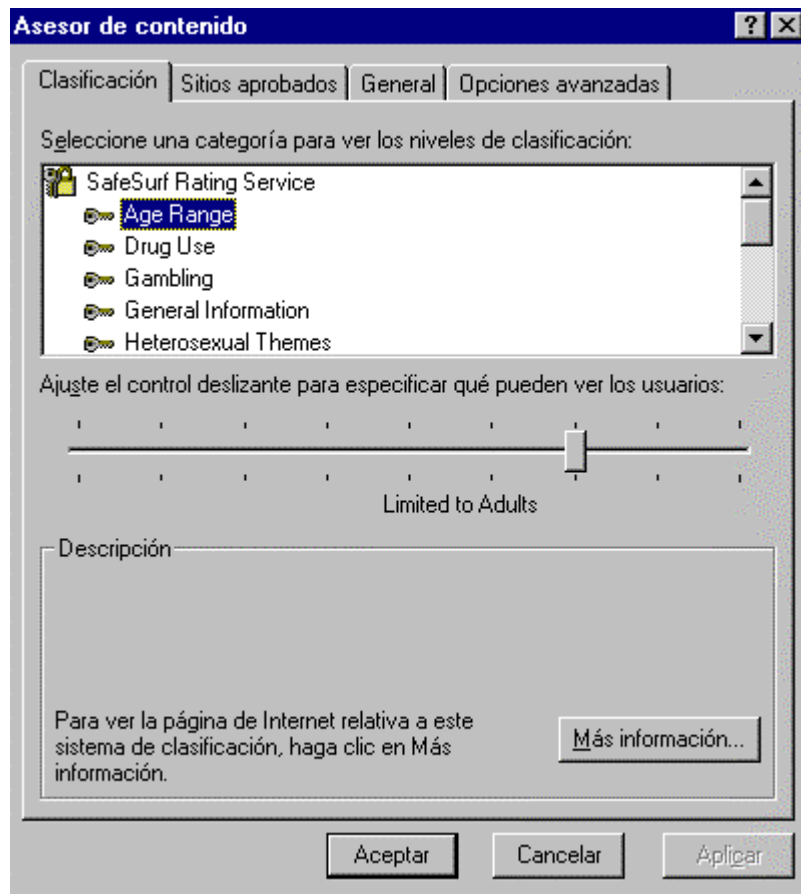 Asesor de contenido
Clasificación Sitios aprobados General Opciones avanzadas
Seleccione una categoría para ver los niveles de clasificación:
SafeSurf Rating Service
Age Range
Drug Use
Gambling
General Information
Heterosexual Themes
Ajuste el control deslizante para especificar qué pueden ver los usuarios:
Limited to Adults
Descripción
Para ver la página de Internet relativa a este
sistema de clasificación, haga clic en Más
información.
Más información...
Aceptar Cancelar Aplicar